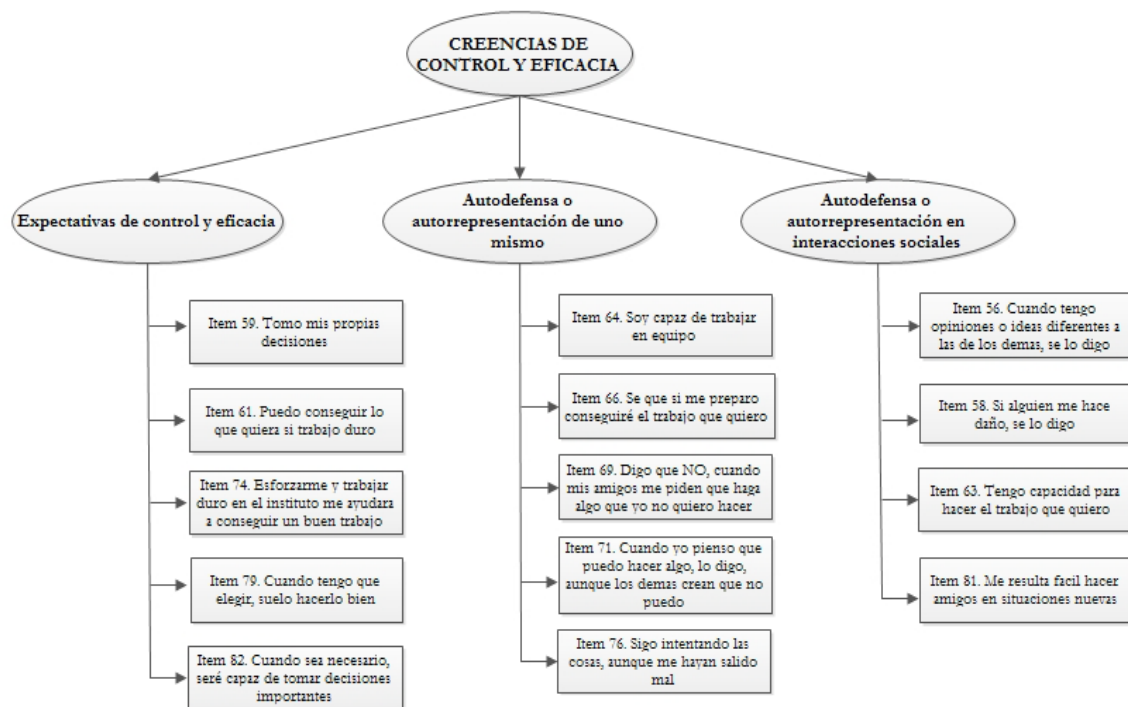 CREENCIAS DE
CONTROL Y EFICACIA
Expectativas de control y eficacia
Item 59. Tomo mis propias
decisiones
Item 61. Puedo conseguir lo
que quiera si trabajo duro
Item 74. Esforzarme y trabajar
duro en el instituto me ayudara
a conseguir un buen trabajo
Item 79. Cuando tengo que
elegir, suelo hacerlo bien
Item 82. Cuando sea necesario,
seré capaz de tomar decisiones
importantes
Autodefensa o
autorrepresentación de uno
mismo
Item 64. Soy capaz de trabajar
en equipo
Item 66. Se que si me preparo
conseguiré el trabajo que quiero
Item 69. Digo que NO, cuando
mis amigos me piden que haga
algo que yo no quiero hacer
Item 71. Cuando yo pienso que
puedo hacer algo, lo digo,
aunque los demas crean que no
puedo
Item 76. Sigo intentando las
cosas, aunque me hayan salido
mal
Autodefensa o
autorrepresentación en
interacciones sociales
Item 56. Cuando tengo
opiniones o ideas diferentes a
las de los demas, se lo digo
Item 58. Si alguien me hace
daño, se lo digo
Item 63. Tengo capacidad para
hacer el trabajo que quiero
Item 81. Me resulta facil hacer
amigos en situaciones nuevas